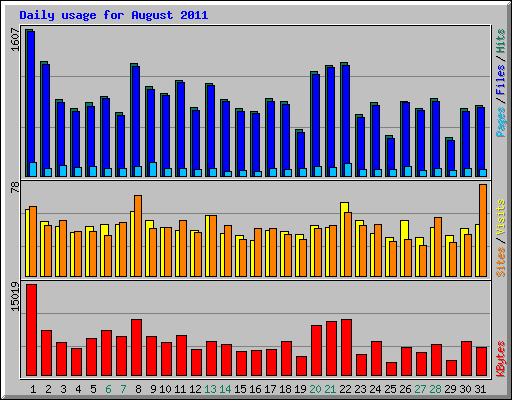 Daily usage for August 2011
1607
Pages / Files / Hits
78
Sites / Visits
15019
KBytes
1 2 3 4 5 6 7 8 9 10 11 12 13 14 15 16 17 18 19 20 21 22 23 24 25 26 27 28 29 30 31